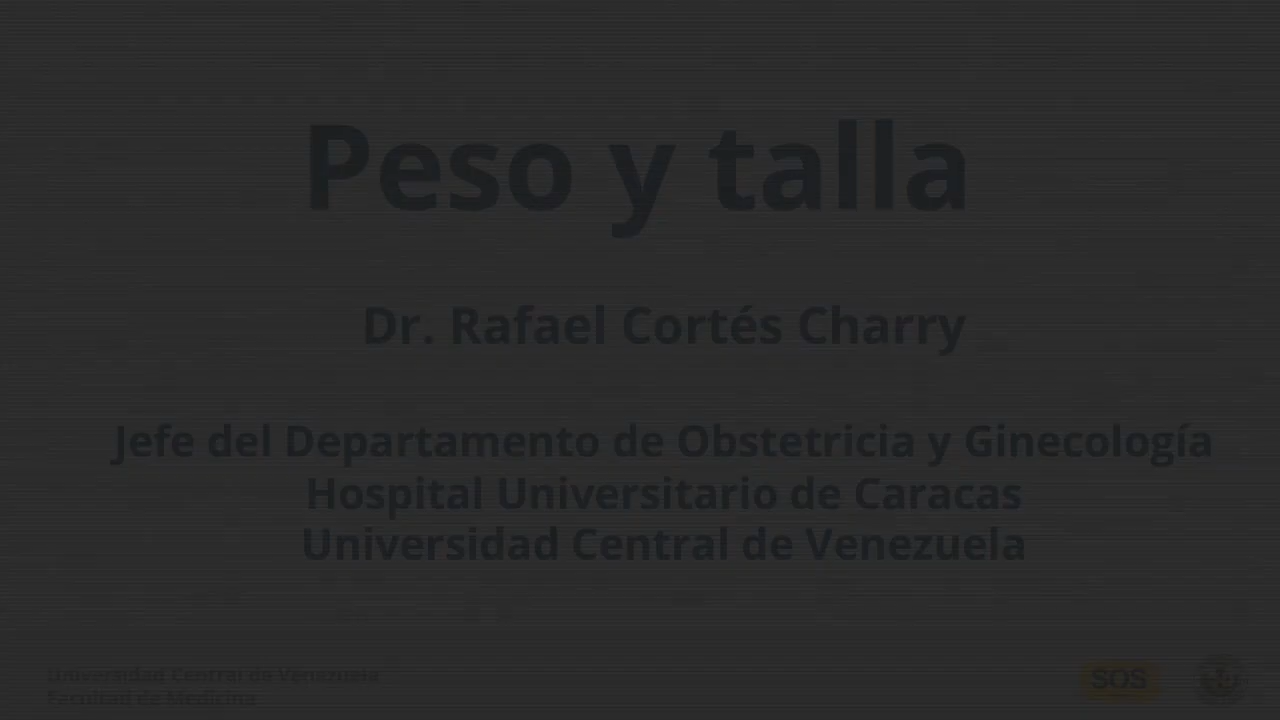 Peso y talla
Dr. Rafael Cortés Charry
Jefe del Departamento de Obstetricia y Ginecología
Hospital Universitario de Caracas
Universidad Central de Venezuela
Universidad Central de Venezuela
Facultad de Medicina
SOS